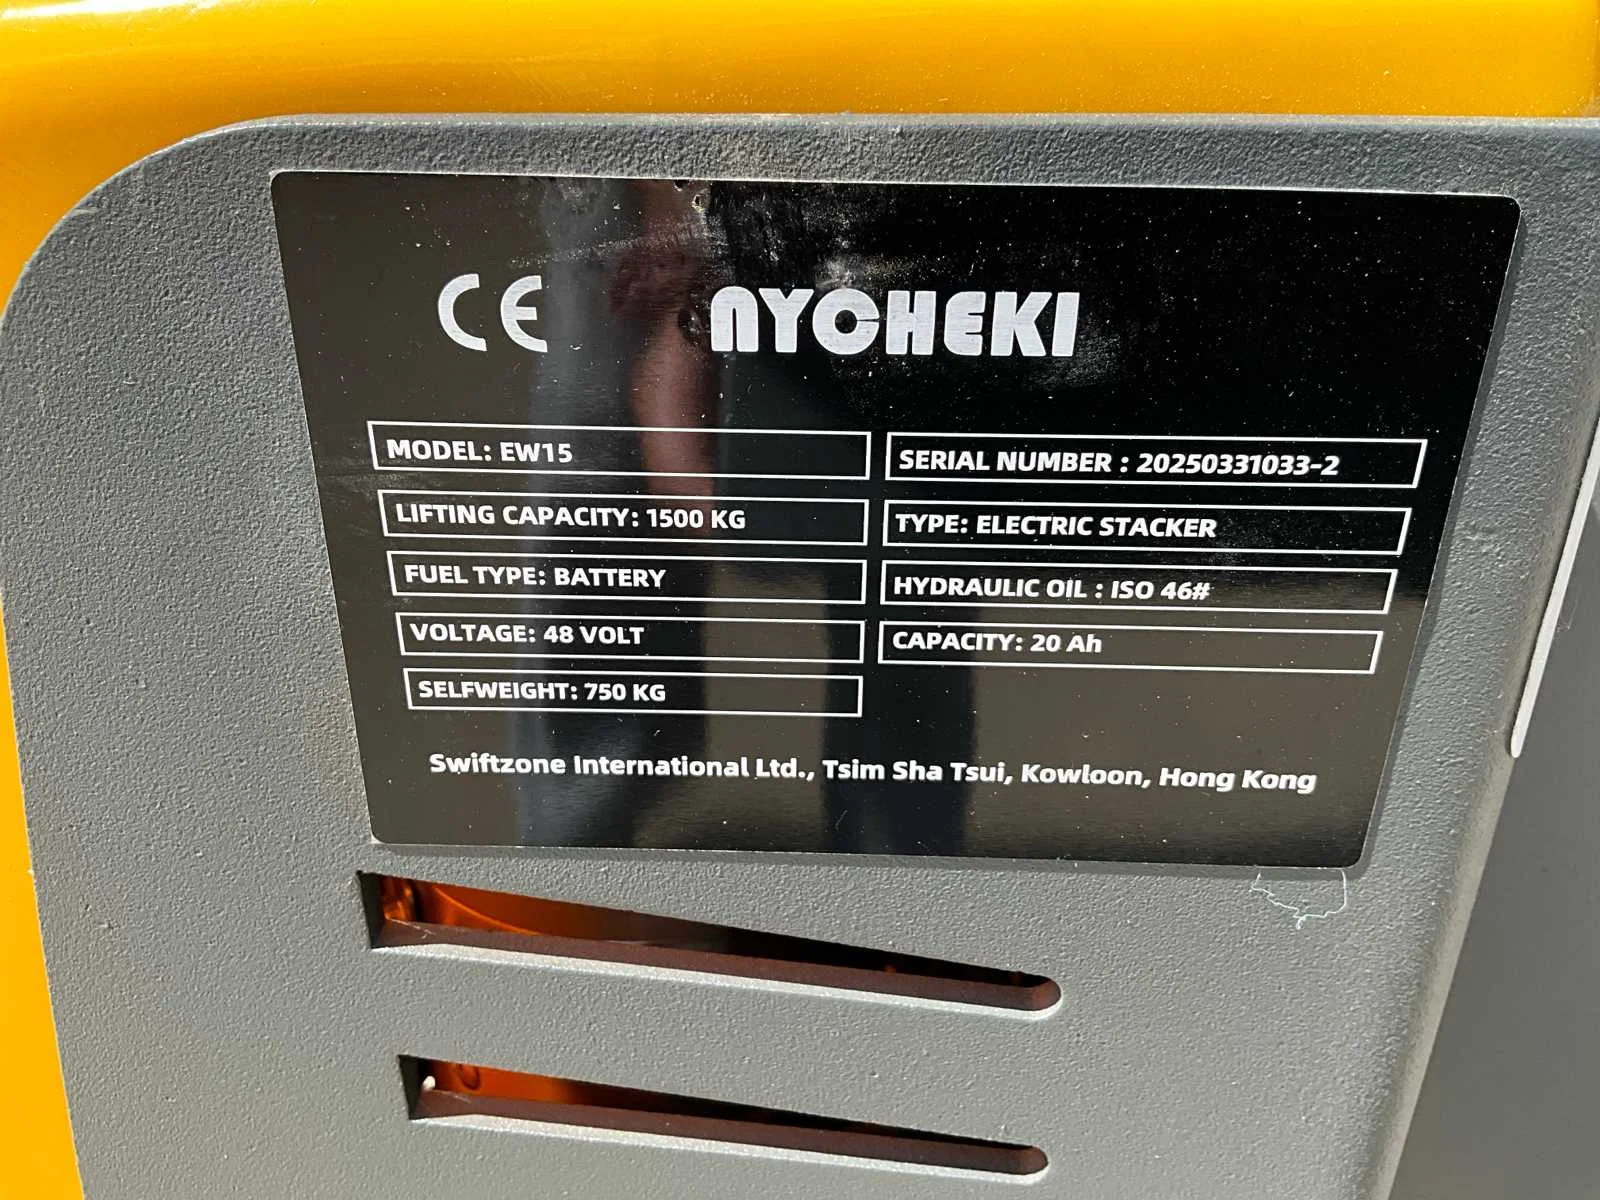 CE NYCHEKI
MODEL: EW15
SERIAL NUMBER : 20250331033-2
LIFTING CAPACITY: 1500 KG
TYPE: ELECTRIC STACKER
FUEL TYPE: BATTERY
HYDRAULIC OIL : ISO 46#
VOLTAGE: 48 VOLT
CAPACITY: 20 Ah
SELFWEIGHT: 750 KG
Swiftzone International Ltd., Tsim Sha Tsui, Kowloon, Hong Kong